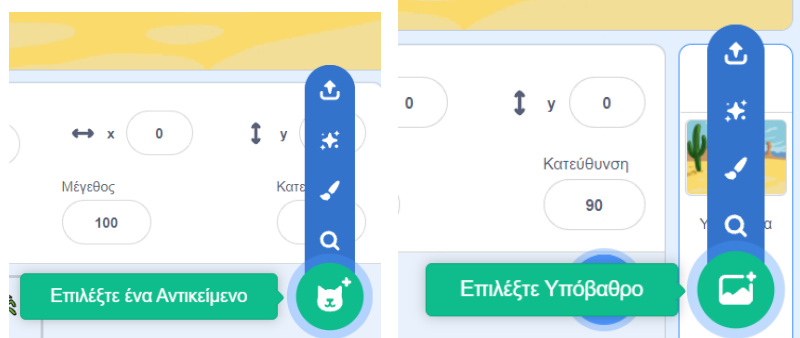 x 0 y
Μέγεθος
100
Επιλέξτε ένα Αντικείμενο
0 y 0
Κατεύθυνση
90
Επιλέξτε Υπόβαθρο